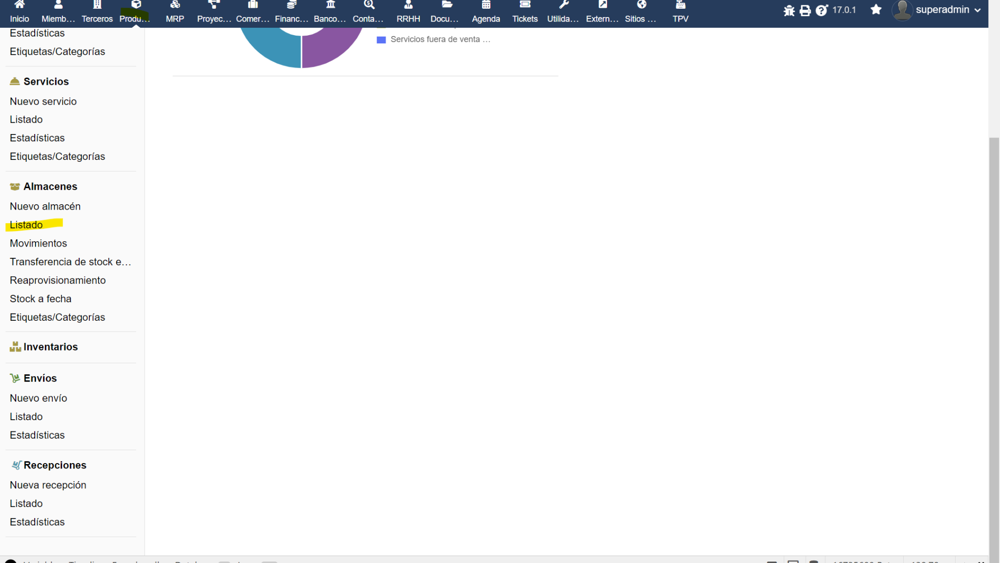 Inicio Miemb... Terceros Produ... MRP Proyec... Comer... Financ... Banco... Conta... RRHH Docu... Agenda Tickets Utilida... Extern... Sitios ... TPV 17.0.1 superadmin
Estadísticas
Etiquetas/Categorías
Servicios fuera de venta ...
Servicios
Nuevo servicio
Listado
Estadísticas
Etiquetas/Categorías
Almacenes
Nuevo almacén
Listado
Movimientos
Transferencia de stock e...
Reaprovisionamiento
Stock a fecha
Etiquetas/Categorías
Inventarios
Envíos
Nuevo envío
Listado
Estadísticas
Recepciones
Nueva recepción
Listado
Estadísticas